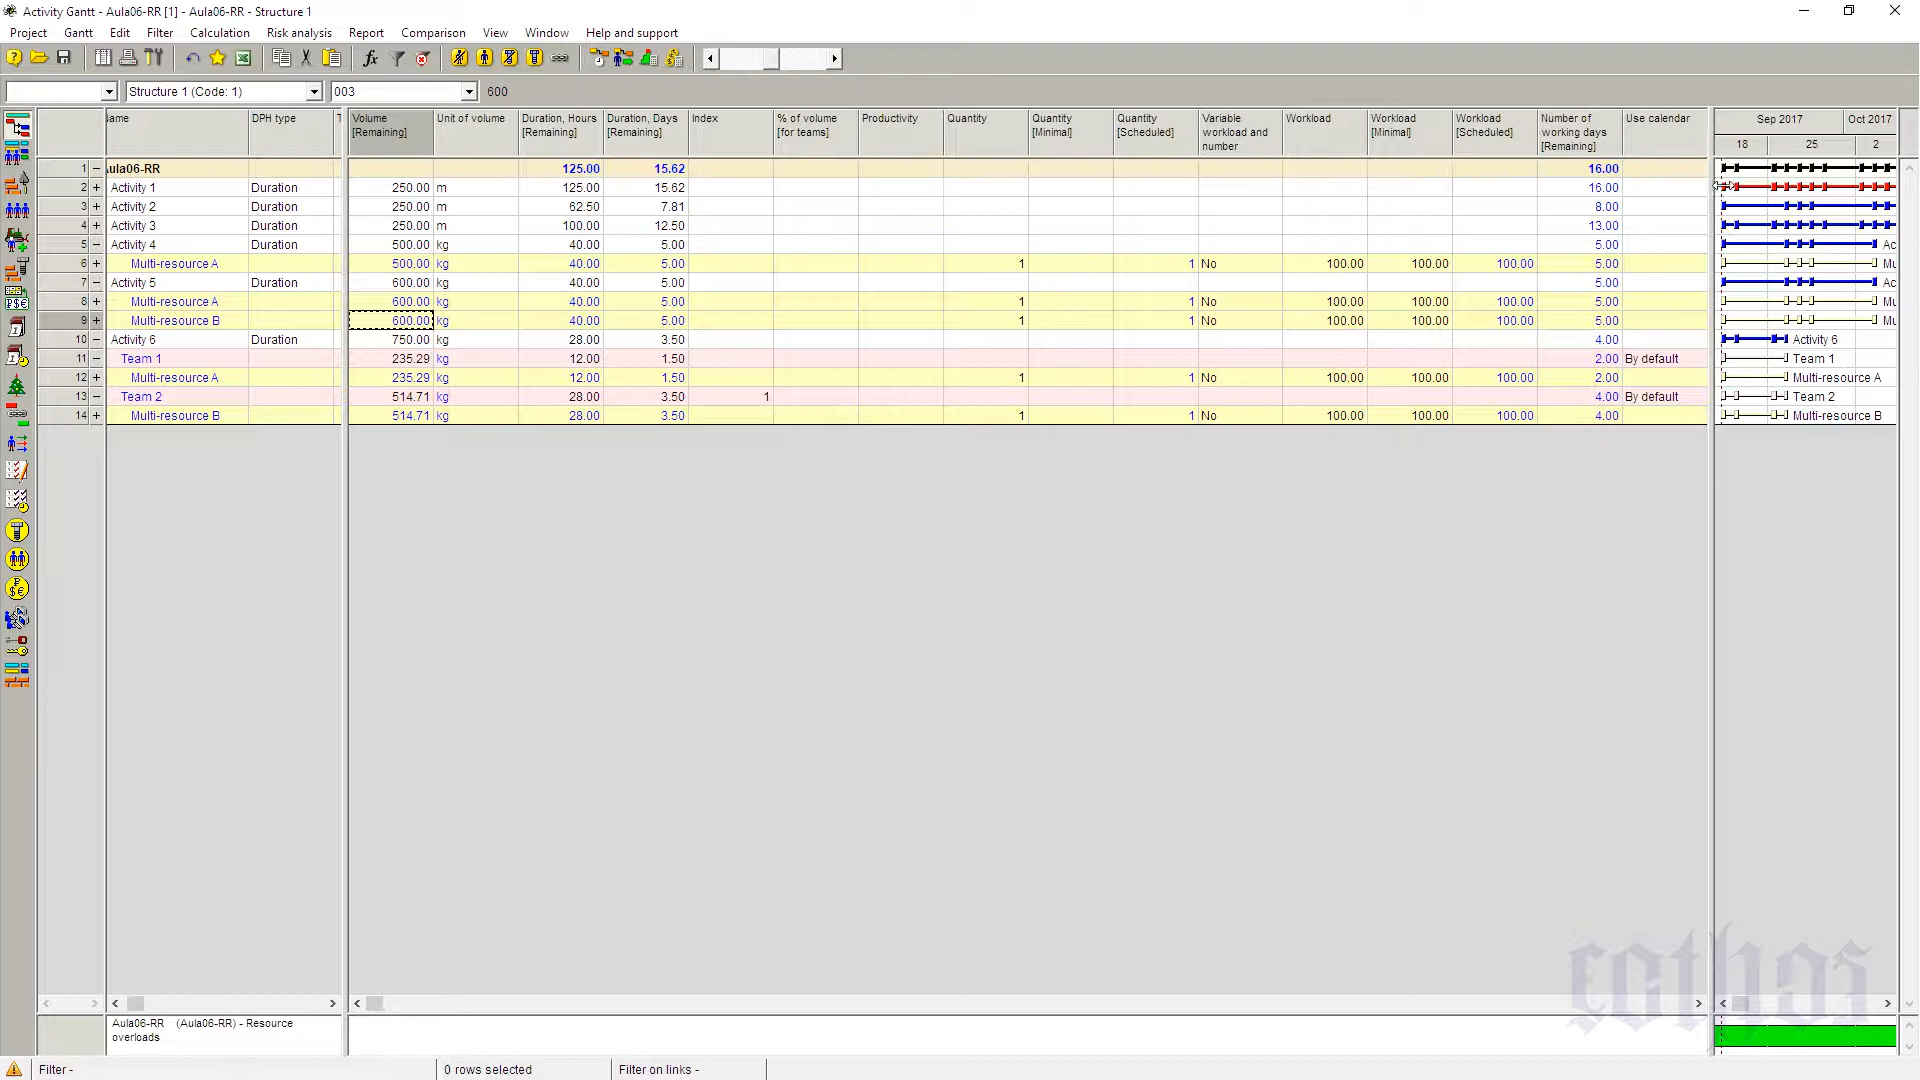 Activity Gantt - Aula06-RR [1] - Aula06-RR - Structure 1
Project Gantt Edit Filter Calculation Risk analysis Report Comparison View Window Help and support
Structure 1 (Code: 1) 003 600
ame DPH type T Volume [Remaining] Unit of volume Duration, Hours [Remaining] Duration, Days [Remaining] Index % of volume [for teams] Productivity Quantity Quantity [Minimal] Quantity [Scheduled] Variable workload and number Workload Workload [Minimal] Workload [Scheduled] Number of working days [Remaining] Use calendar Sep 2017 Oct 2017
18 25 2
1 Aula06-RR 125.00 15.62 16.00
2 Activity 1 Duration 250.00 m 125.00 15.62 16.00
3 Activity 2 Duration 250.00 m 62.50 7.81 8.00
4 Activity 3 Duration 250.00 m 100.00 12.50 13.00
5 Activity 4 Duration 500.00 kg 40.00 5.00 5.00 Ac
6 Multi-resource A 500.00 kg 40.00 5.00 1 1 No 100.00 100.00 100.00 5.00 Mu
7 Activity 5 Duration 600.00 kg 40.00 5.00 5.00 Ac
8 Multi-resource A 600.00 kg 40.00 5.00 1 1 No 100.00 100.00 100.00 5.00 Mu
9 Multi-resource B 600.00 kg 40.00 5.00 1 1 No 100.00 100.00 100.00 5.00 Mu
10 Activity 6 Duration 750.00 kg 28.00 3.50 4.00 Activity 6
11 Team 1 235.29 kg 12.00 1.50 2.00 By default Team 1
12 Multi-resource A 235.29 kg 12.00 1.50 1 1 No 100.00 100.00 100.00 2.00 Multi-resource A
13 Team 2 514.71 kg 28.00 3.50 1 4.00 By default Team 2
14 Multi-resource B 514.71 kg 28.00 3.50 1 1 No 100.00 100.00 100.00 4.00 Multi-resource B
cothos
Aula06-RR (Aula06-RR) - Resource
overloads
Filter - 0 rows selected Filter on links -